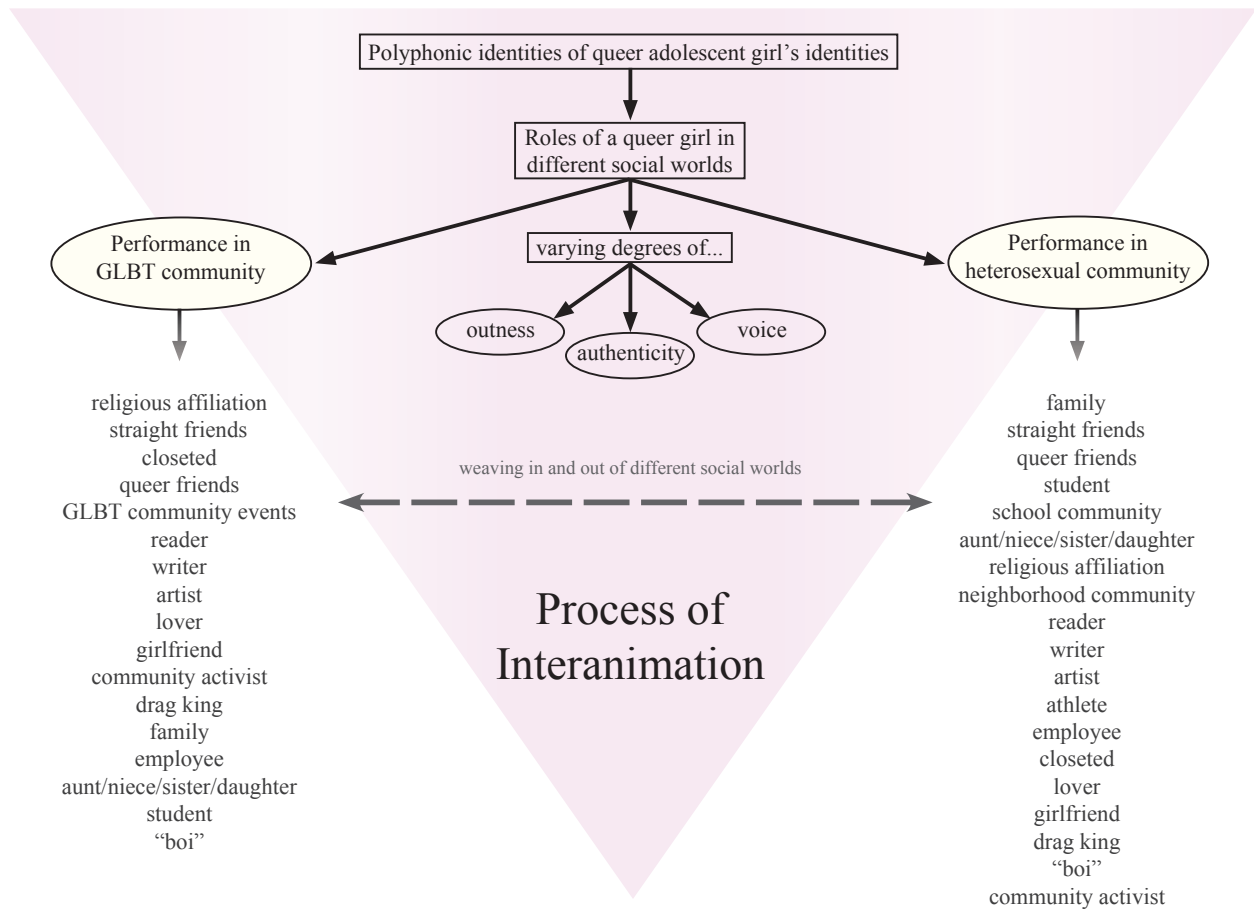 Polyphonic identities of queer adolescent girl’s identities
Roles of a queer girl in
different social worlds
Performance in
GLBT community
varying degrees of...
Performance in
heterosexual community
outness
authenticity
voice
religious affiliation
straight friends
closeted
queer friends
GLBT community events
reader
writer
artist
lover
girlfriend
community activist
drag king
family
employee
aunt/niece/sister/daughter
student
“boi”
weaving in and out of different social worlds
Process of
Interanimation
family
straight friends
queer friends
student
school community
aunt/niece/sister/daughter
religious affiliation
neighborhood community
reader
writer
artist
athlete
employee
closeted
lover
girlfriend
drag king
“boi”
community activist